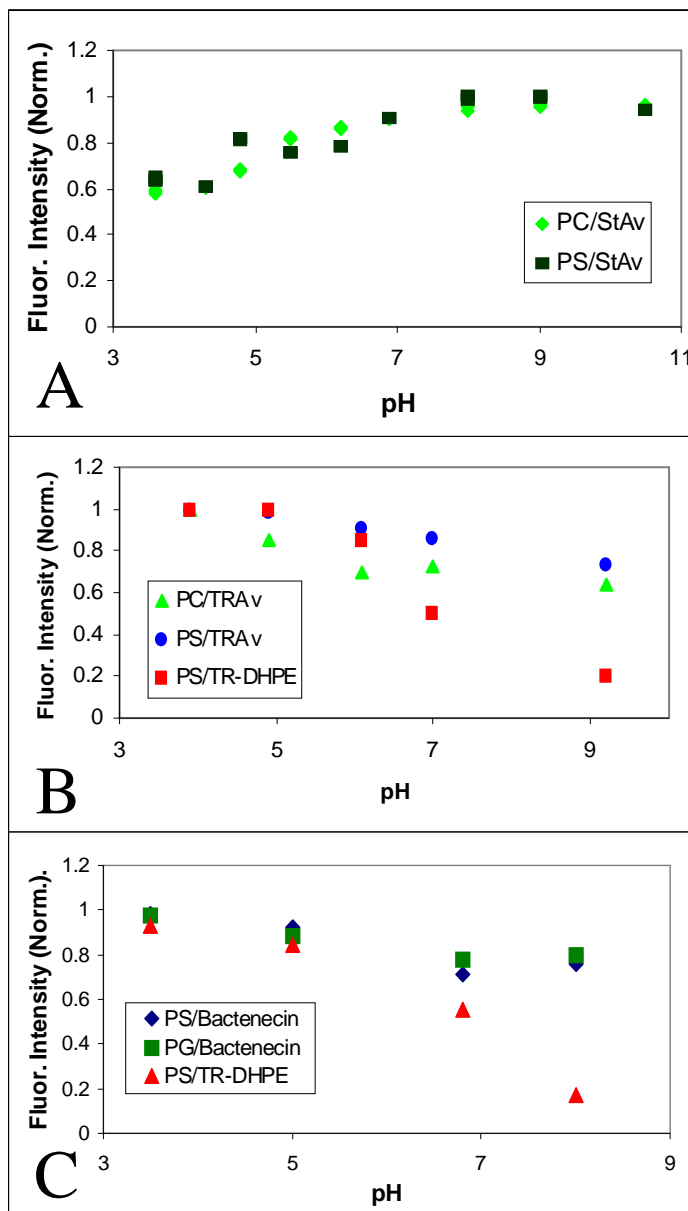 Fluor. Intensity (Norm.)
1.2
1
0.8
0.6
0.4
0.2
0
PC/StAv
PS/StAv
3 5 7 9 11
pH
A
Fluor. Intensity (Norm.)
1.2
1
0.8
0.6
0.4
0.2
0
PC/TRAv
PS/TRAv
PS/TR-DHPE
3 5 7 9
pH
B
Fluor. Intensity (Norm.).
1.2
1
0.8
0.6
0.4
0.2
0
PS/Bactenecin
PG/Bactenecin
PS/TR-DHPE
3 5 7 9
pH
C